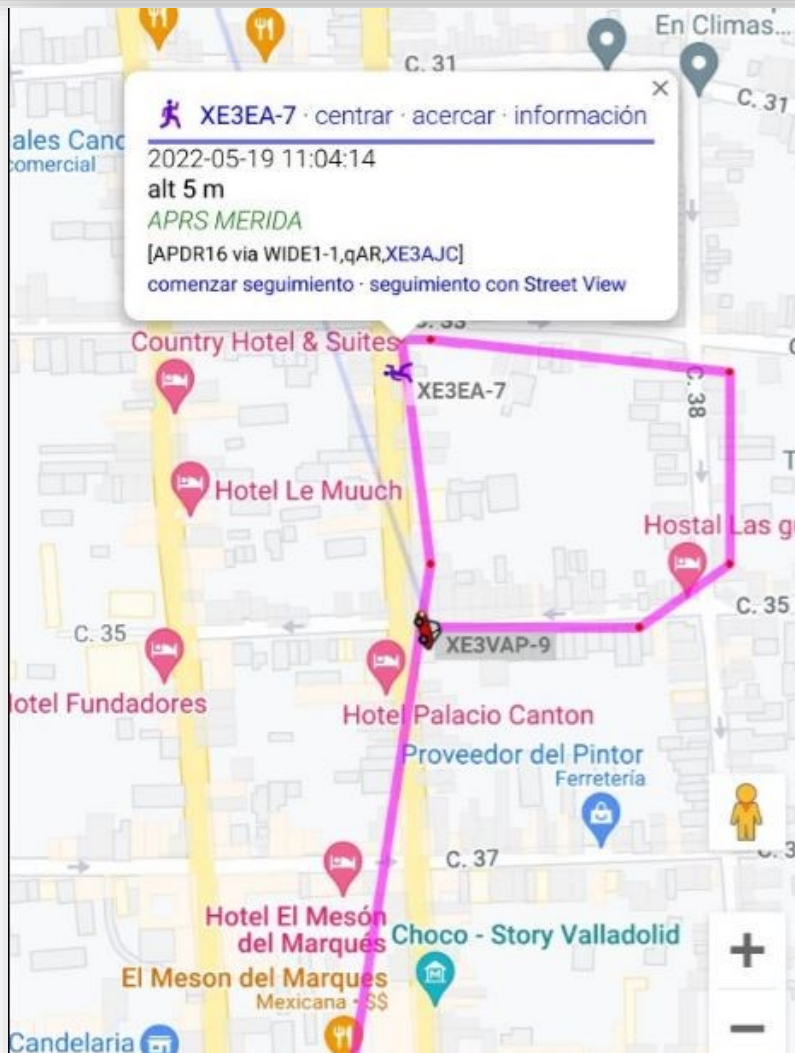 En Climas...
C. 31
C. 31
ales Canc
comercial
XE3EA-7 · centrar · acercar · información
2022-05-19 11:04:14
alt 5 m
APRS MERIDA
[APDR16 via WIDE1-1,qAR,XE3AJC]
comenzar seguimiento · seguimiento con Street View
Country Hotel & Suites
XE3EA-7
C. 38
Hotel Le Muuch
Hostal Las g
C. 35
C. 35
XE3VAP-9
lotel Fundadores
Hotel Palacio Canton
Proveedor del Pintor
Ferretería
C. 37
Hotel El Mesón
del Marqués
Choco - Story Valladolid
El Meson del Marques
Mexicana · $$
Candelaria